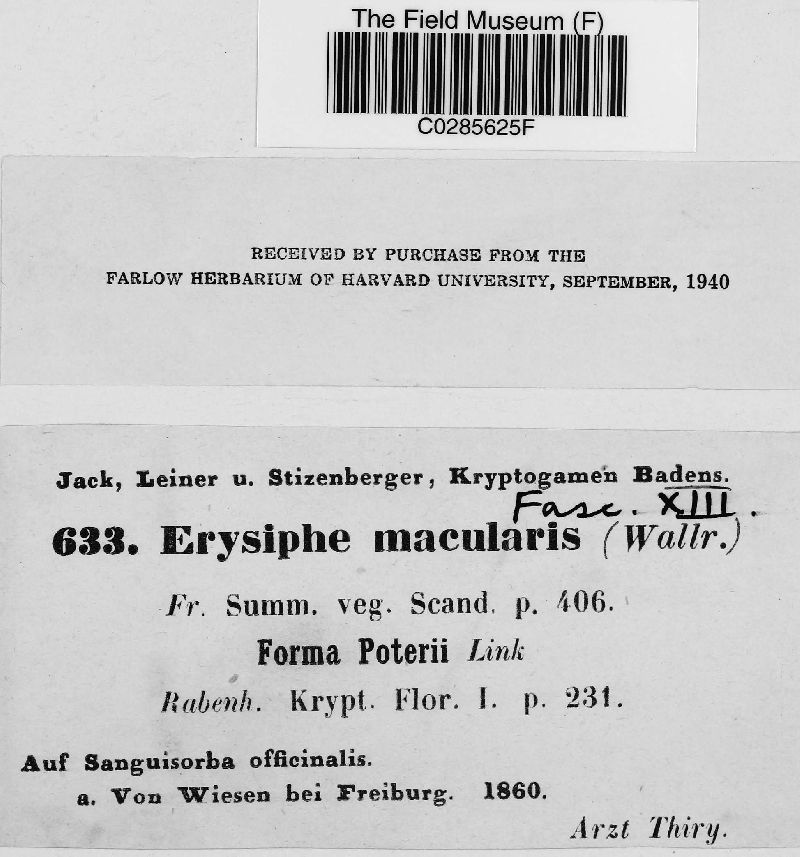 The Field Museum (F)
C0285625F
RECEIVED BY PURCHASE FROM THE
FARLOW HERBARIUM OF HARVARD UNIVERSITY, SEPTEMBER, 1940
Jack, Leiner u. Stizenberger, Kryptogamen Badens.
Fasc. XIII.
633. Erysiphe macularis (Wallr.)
Fr. Summ. veg. Scand. p. 406.
Forma Poterii Link
Rabenh. Krypt. Flor. I. p. 231.
Auf Sanguisorba officinalis.
a. Von Wiesen bei Freiburg. 1860.
Arzt Thiry.